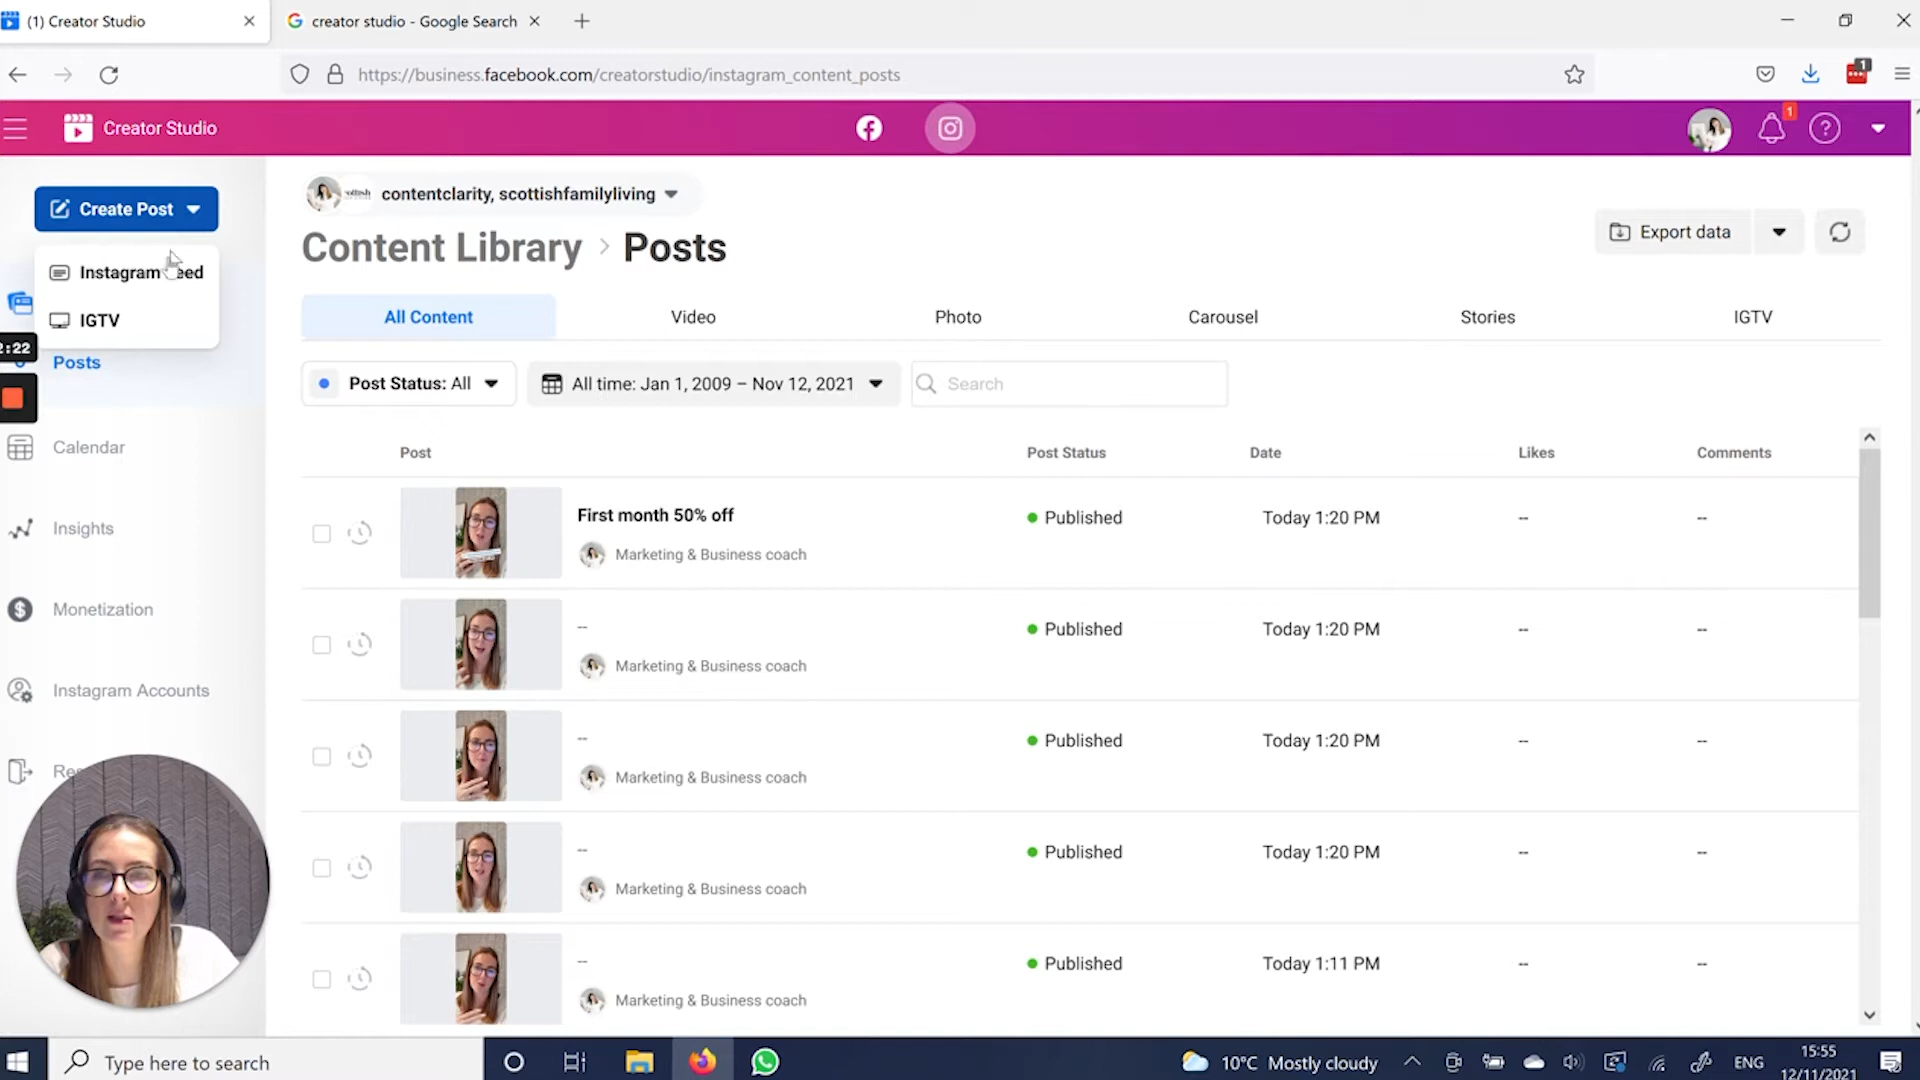 (1) Creator Studio
creator studio - Google Search
https://business.facebook.com/creatorstudio/instagram_content_posts
1
Creator Studio
1
Create Post
contentclarity, scottishfamilyliving
Export data
Content Library > Posts
Instagram
IGTV
2:22
Posts
Calendar
Insights
Monetization
Instagram Accounts
All Content
Video
Photo
Carousel
Stories
IGTV
Post Status: All
All time: Jan 1, 2009 – Nov 12, 2021
Search
Post
Post Status
Date
Likes
Comments
First month 50% off
Marketing & Business coach
Published
Today 1:20 PM
--
--
--
Marketing & Business coach
Published
Today 1:20 PM
--
--
--
Marketing & Business coach
Published
Today 1:20 PM
--
--
--
Marketing & Business coach
Published
Today 1:20 PM
--
--
--
Marketing & Business coach
Published
Today 1:11 PM
--
--
Type here to search
10°C Mostly cloudy
ENG
15:55
12/11/2021